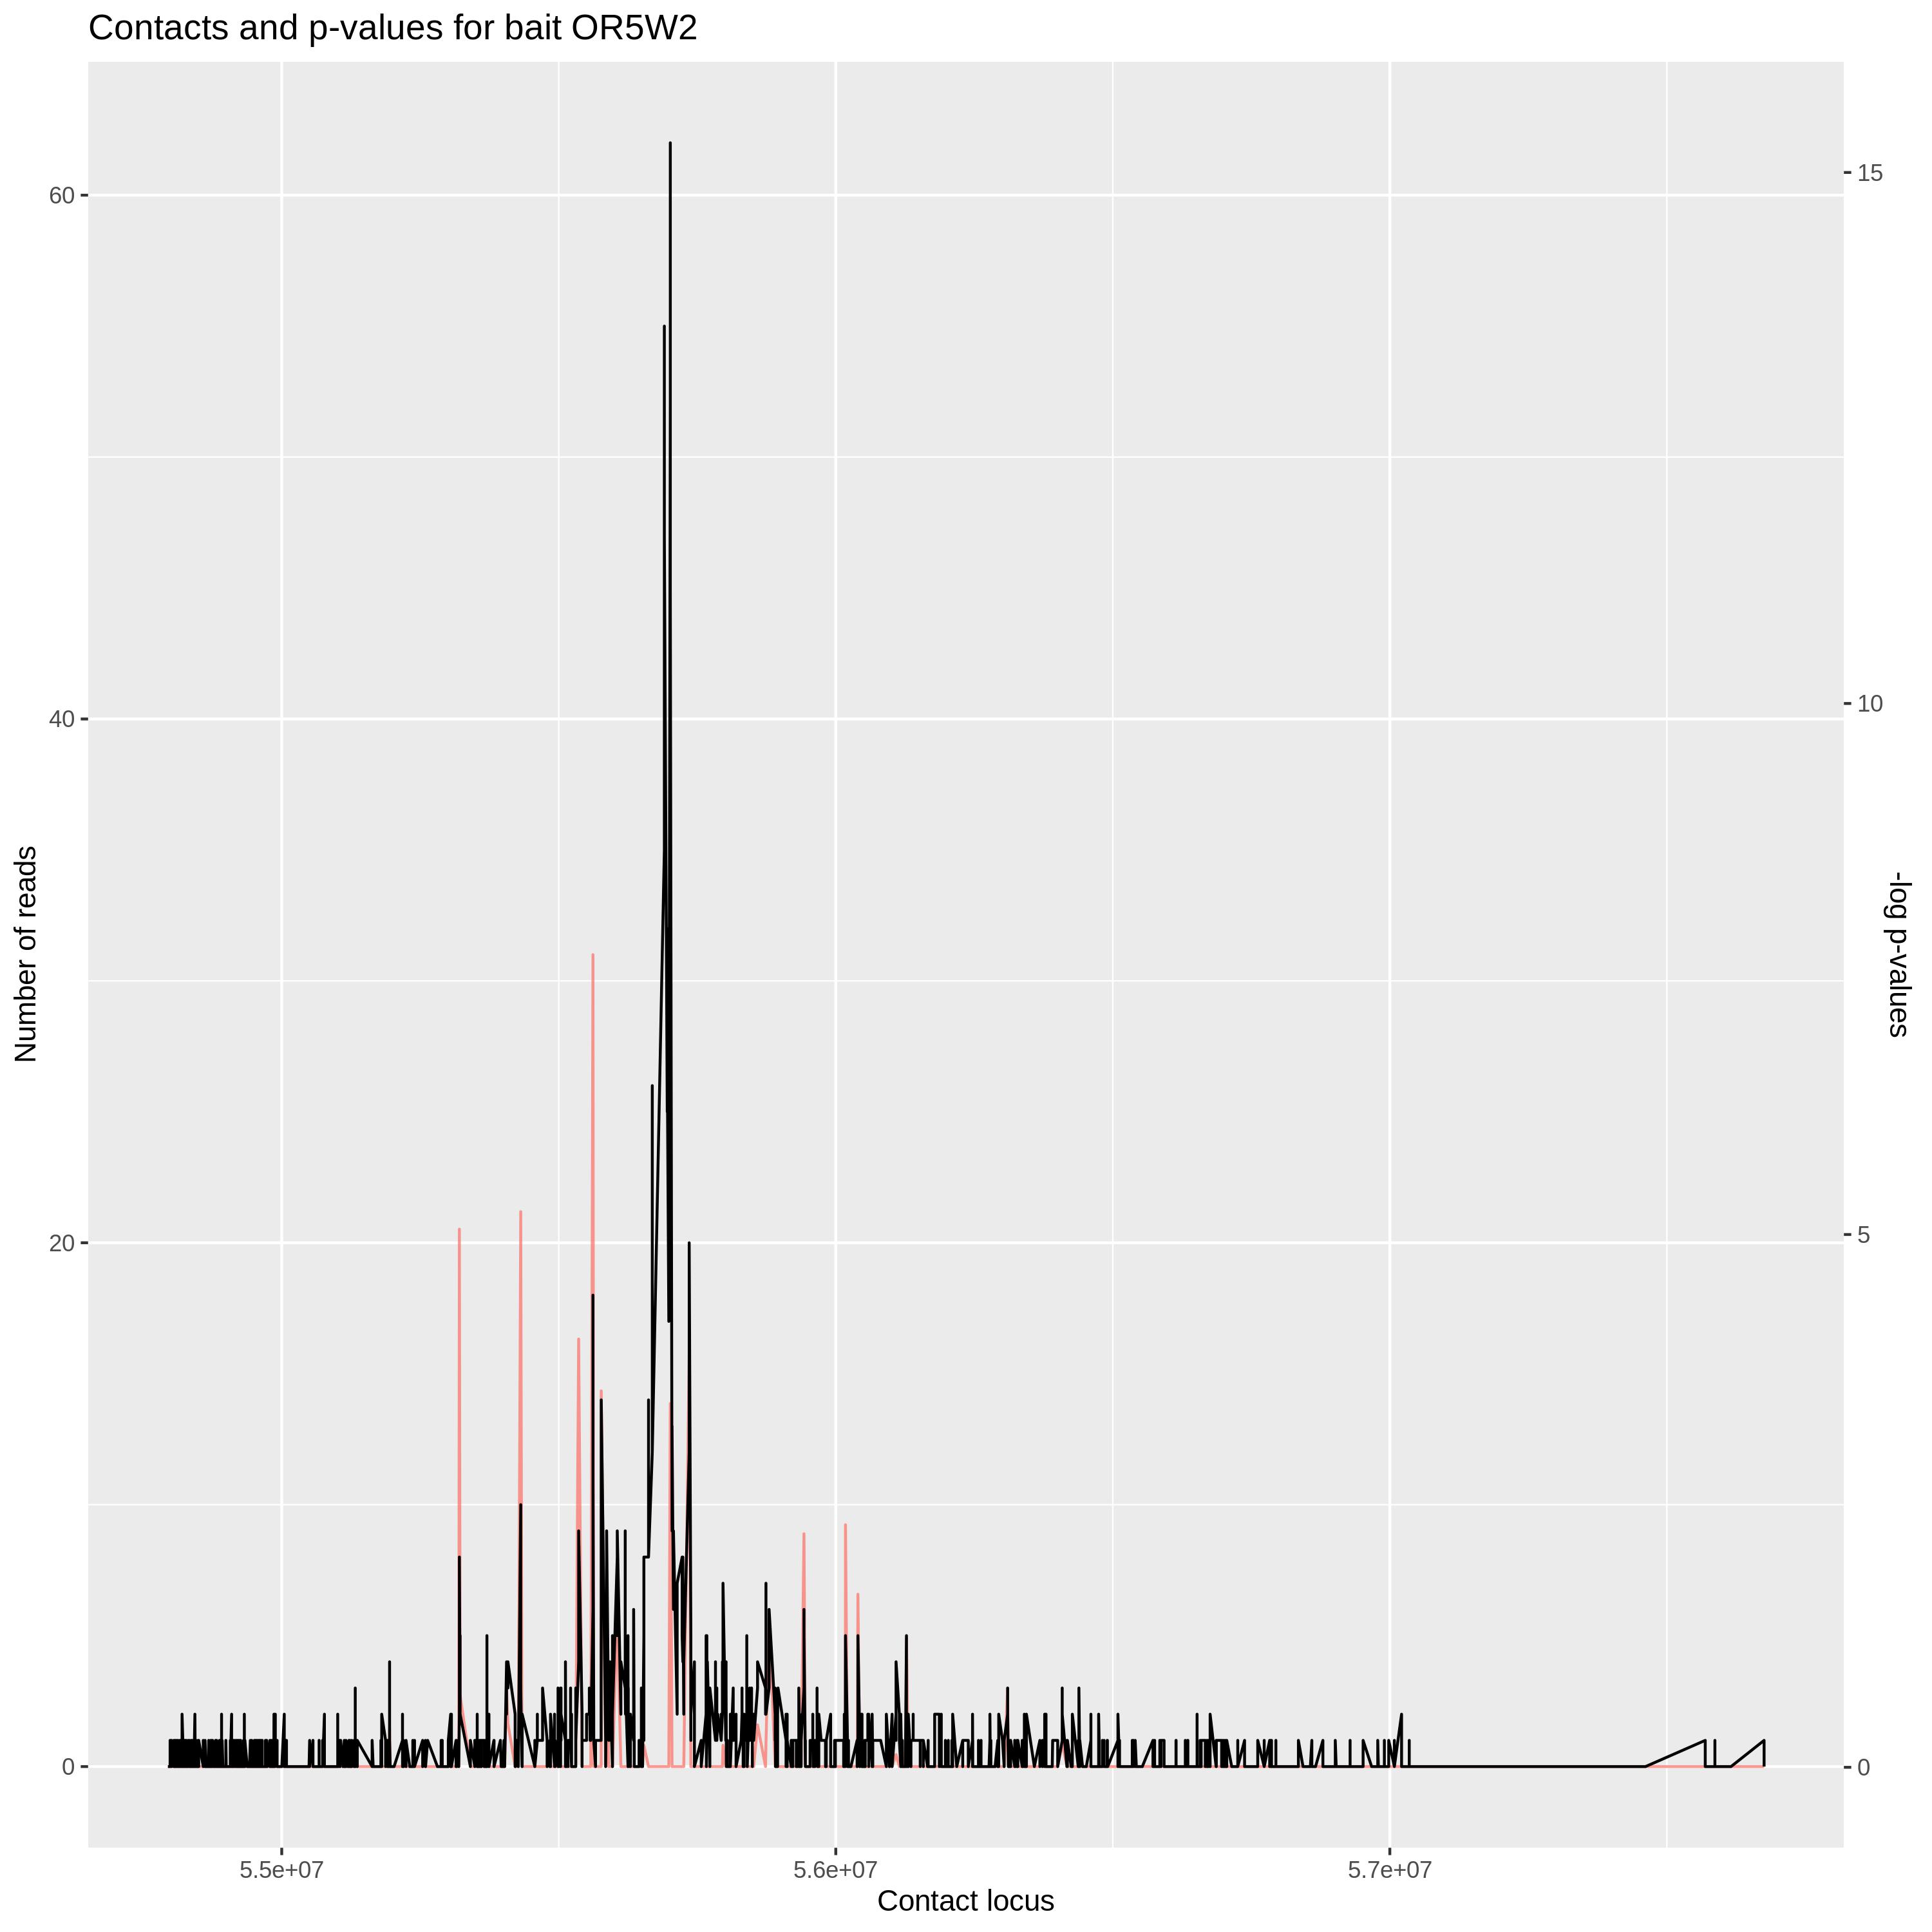 Contacts and p-values for bait OR5W2
60
40
20
0
15
10
5
0
Number of reads
-log p-values
5.5e+07 5.6e+07 5.7e+07
Contact locus